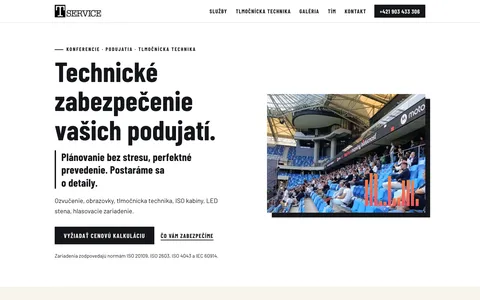 T SERVICE
SLUŽBY TLMOČNÍCKA TECHNIKA GALÉRIA TÍM KONTAKT +421 903 433 306
KONFERENCIE · PODUJATIA · TLMOČNÍCKA TECHNIKA
Technické
zabezpečenie
vašich podujatí.
Plánovanie bez stresu, perfektné
prevedenie. Postaráme sa
o detaily.
Ozvučenie, obrazovky, tlmočnícka technika, ISO kabíny, LED
stena, hlasovacie zariadenie.
VYŽIADAŤ CENOVÚ KALKULÁCIU ČO VÁM ZABEZPEČÍME
Zariadenia zodpovedajú normám ISO 20109, ISO 2603, ISO 4043 a IEC 60914.